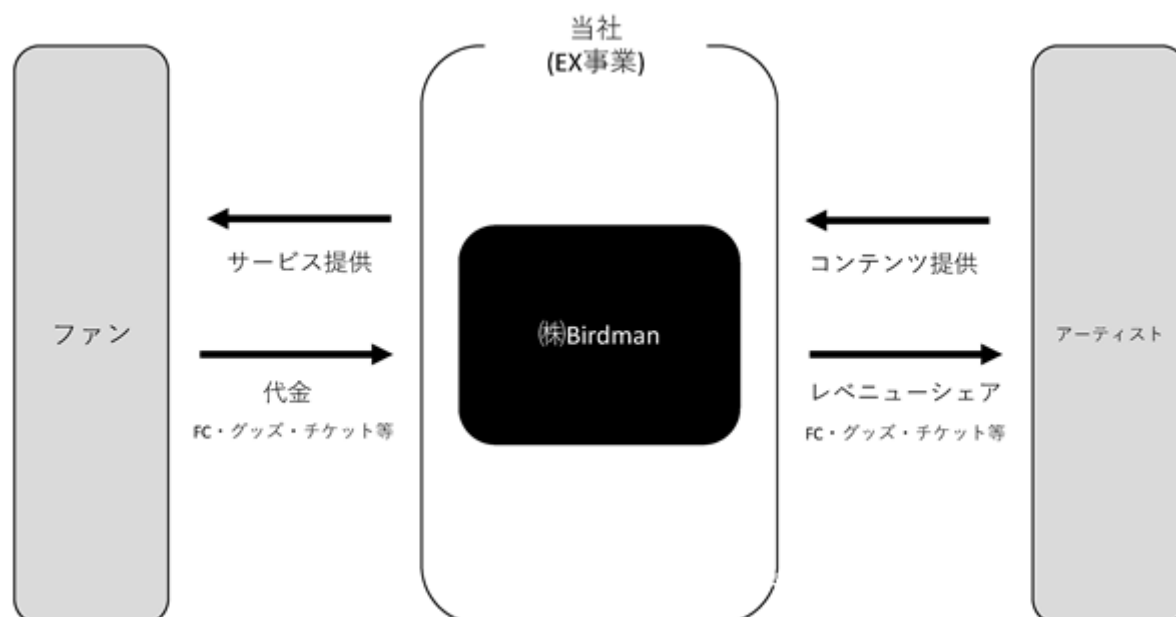 当社
(EX事業)
ファン
サービス提供
代金
FC・グッズ・チケット等
㈱Birdman
コンテンツ提供
レベニューシェア
FC・グッズ・チケット等
アーティスト